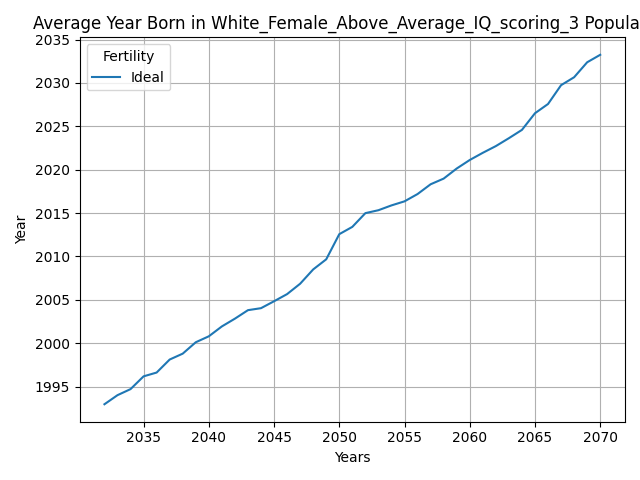 Average Year Born in White_Female_Above_Average_IQ_scoring_3 Popula
2035
2030
2025
2020
2015
2010
2005
2000
1995
Year
Fertility
Ideal
2035 2040 2045 2050 2055 2060 2065 2070
Years